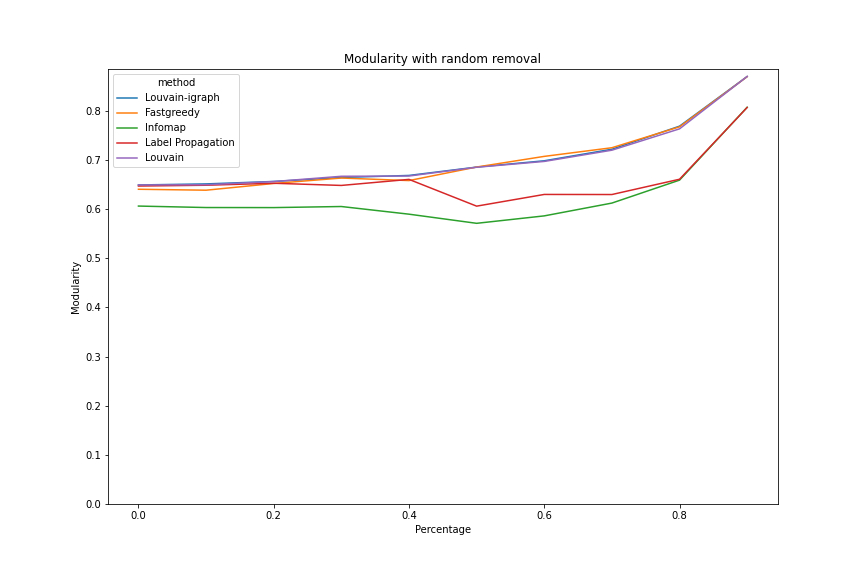 Modularity with random removal
method
Louvain-igraph
Fastgreedy
Infomap
Label Propagation
Louvain
0.8
0.7
0.6
0.5
0.4
0.3
0.2
0.1
0.0
Modularity
0.0 0.2 0.4 0.6 0.8
Percentage